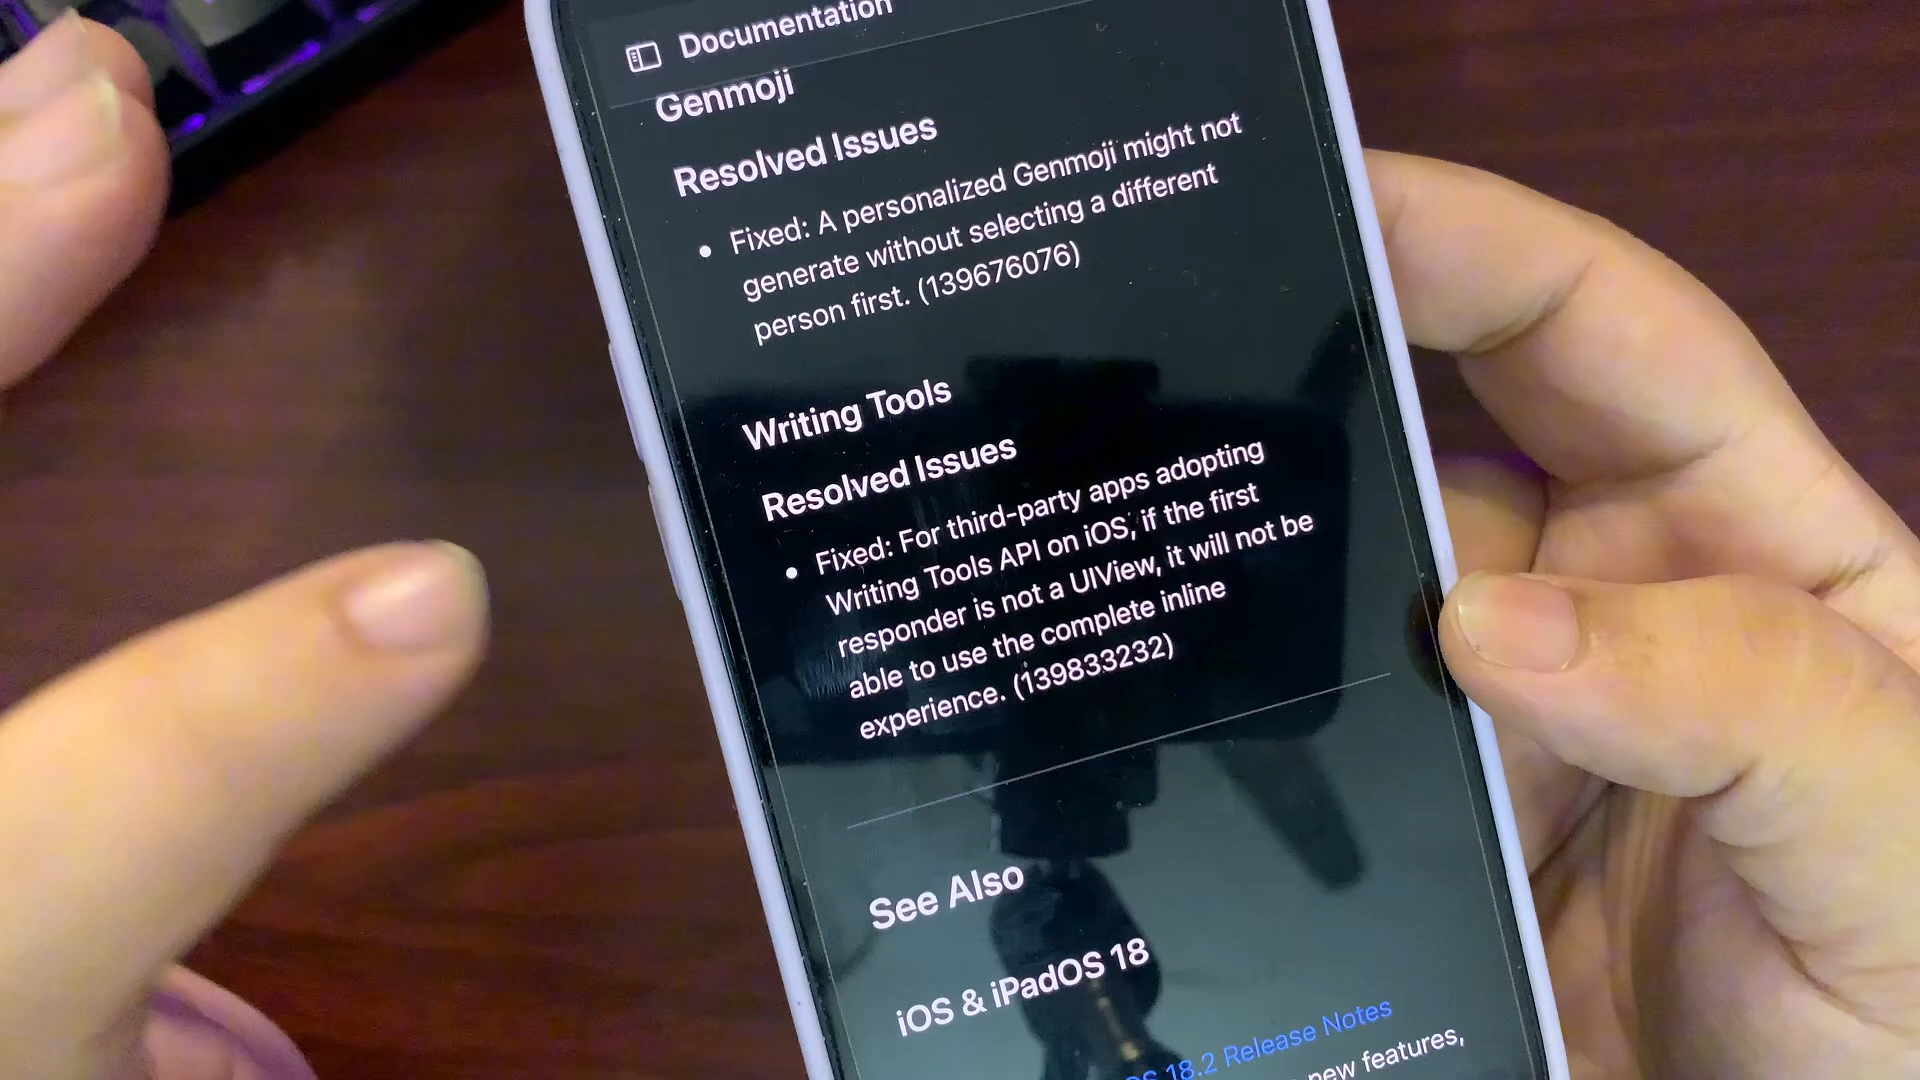 Documentation
Genmoji
Resolved Issues
• Fixed: A personalized Genmoji might not
generate without selecting a different
person first. (139676076)
Writing Tools
Resolved Issues
• Fixed: For third-party apps adopting
Writing Tools API on iOS, if the first
responder is not a UIView, it will not be
able to use the complete inline
experience. (139833232)
See Also
iOS & iPadOS 18
18.2 Release Notes
new features,